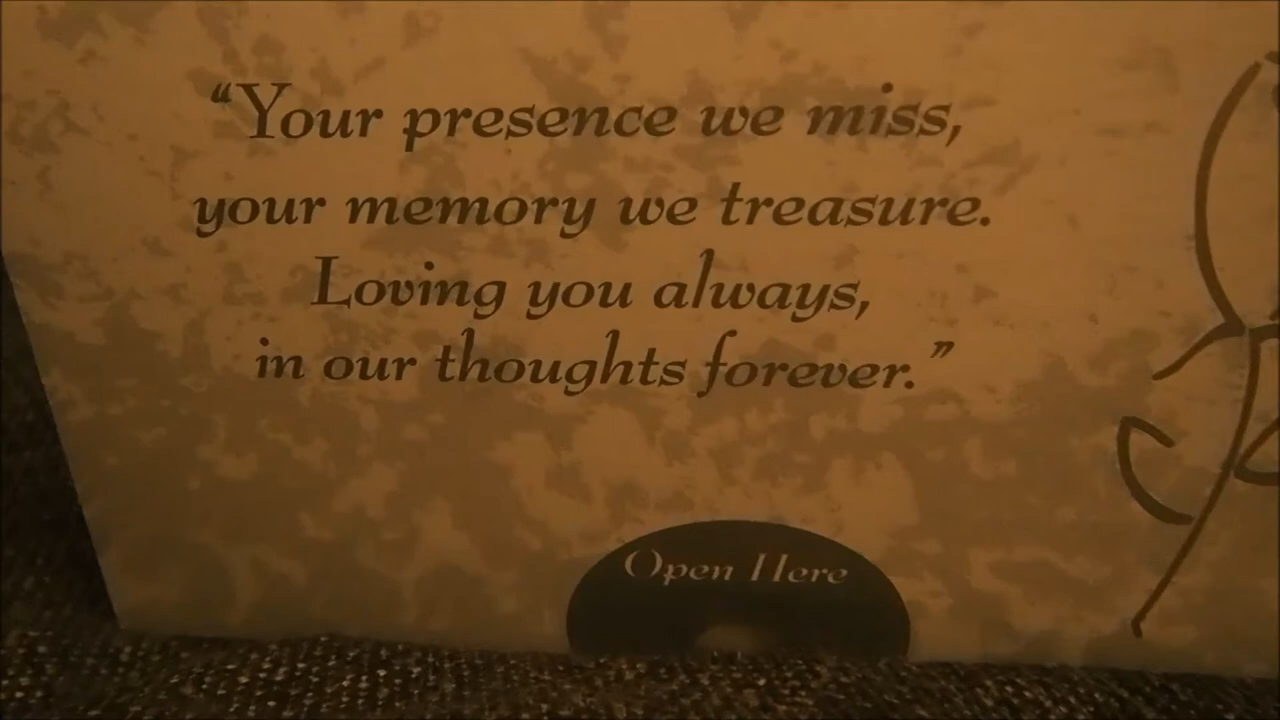 “Your presence we miss,
your memory we treasure.
Loving you always,
in our thoughts forever.”
Open Here